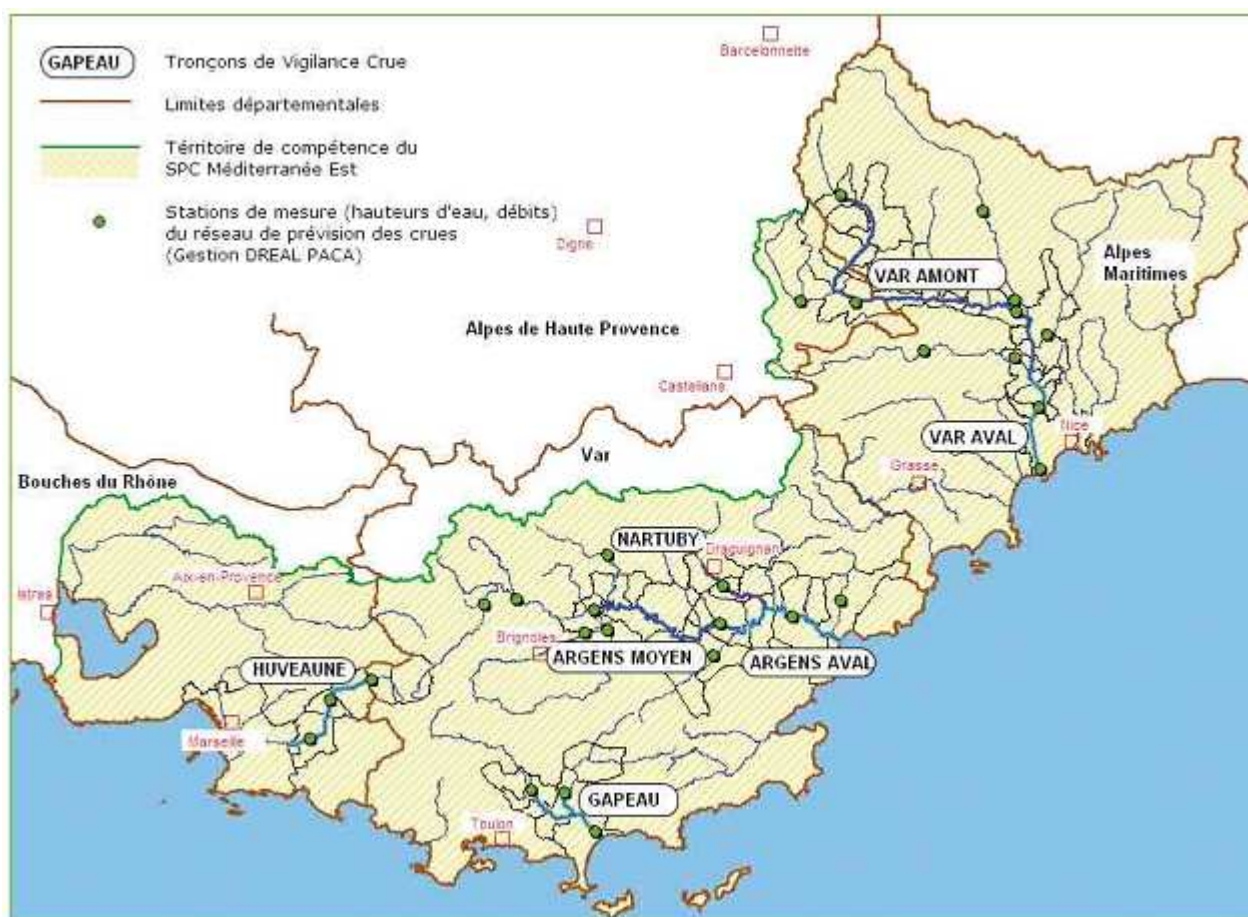 GAPEAU Tronçons de Vigilance Crue
Limites départementales
Térritoire de compétence du
SPC Méditerranée Est
Stations de mesure (hauteurs d'eau, débits)
du réseau de prévision des crues
(Gestion DREAL PACA)
Barcelonnette
Digne
Alpes
Maritimes
VAR AMONT
Alpes de Haute Provence
Castellane
Nice
VAR AVAL
Var
Grasse
Bouches du Rhône
NARTUBY
Draguignan
Aix-en-Provence
Istres
Brignoles
ARGENS MOYEN
ARGENS AVAL
HUVEAUNE
Marseille
GAPEAU
Toulon